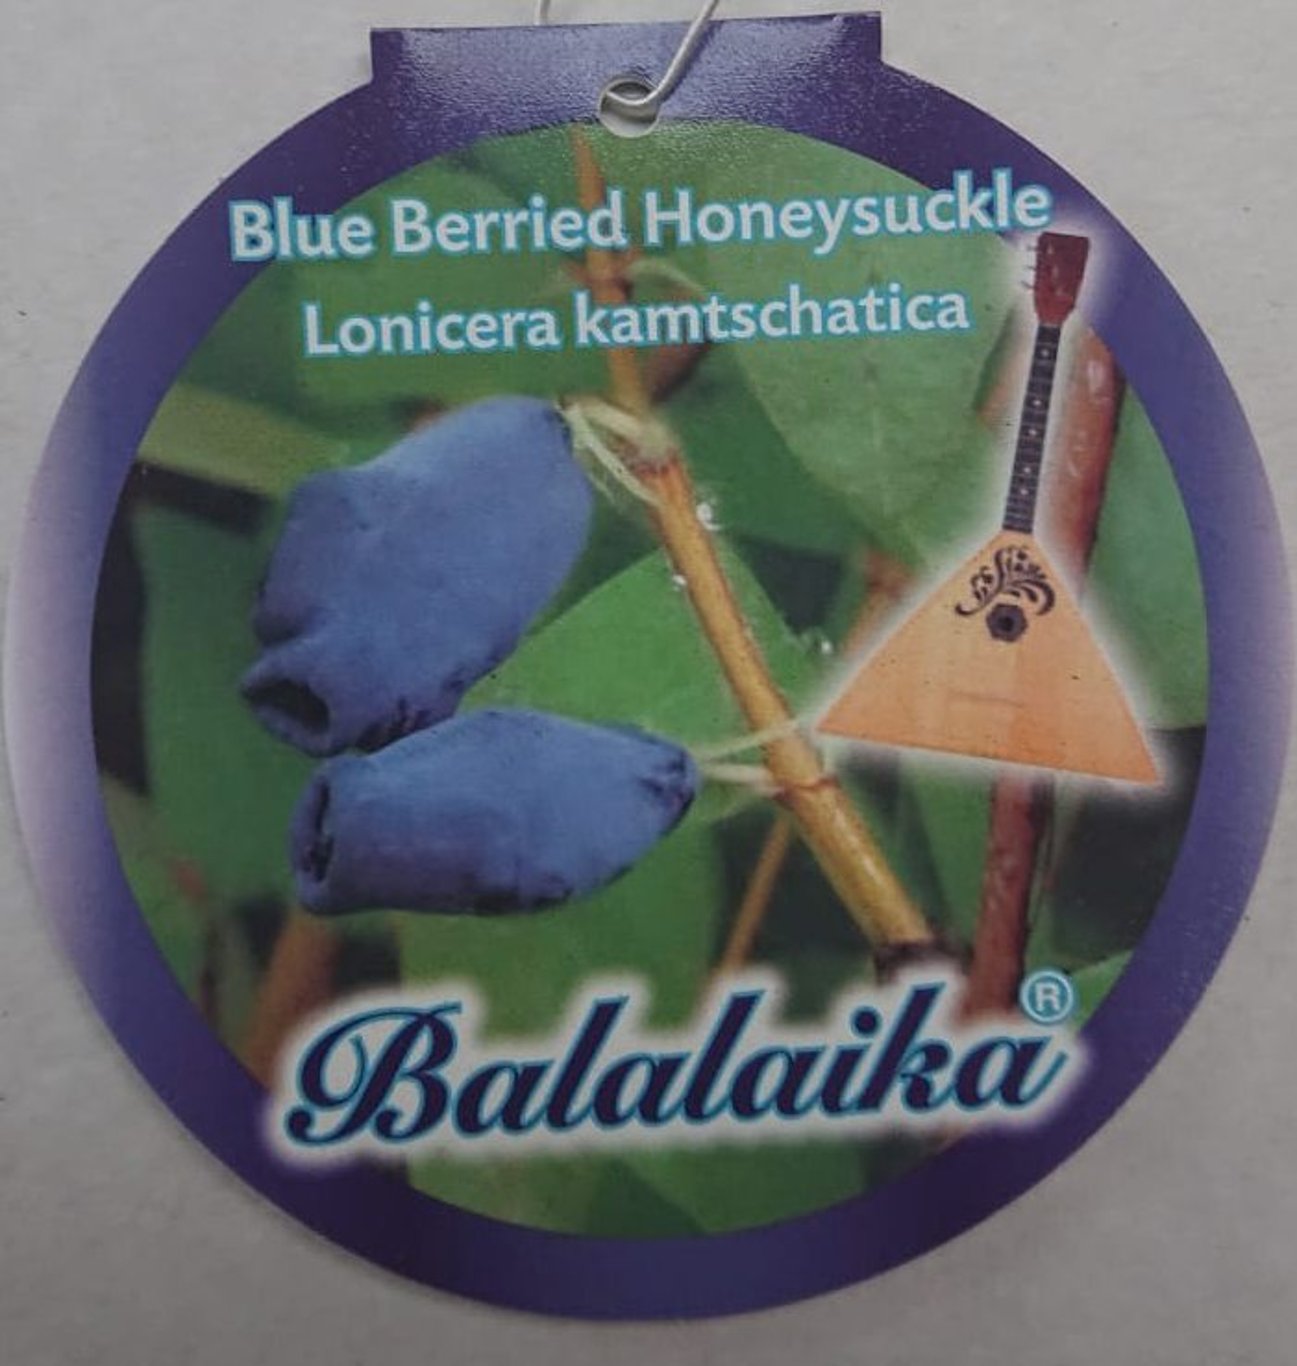 Blue Berried Honeysuckle
Lonicera kamtschatica
Balalaika®